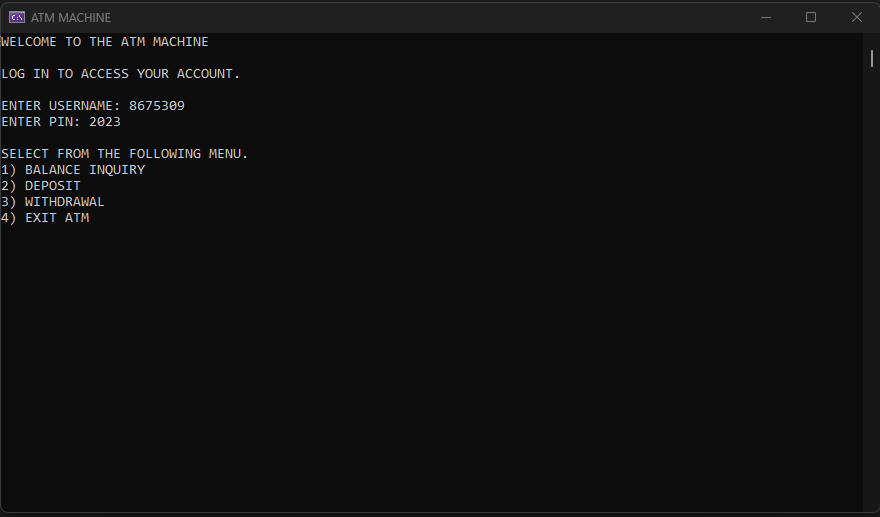 ATM MACHINE
WELCOME TO THE ATM MACHINE
LOG IN TO ACCESS YOUR ACCOUNT.
ENTER USERNAME: 8675309
ENTER PIN: 2023
SELECT FROM THE FOLLOWING MENU.
1) BALANCE INQUIRY
2) DEPOSIT
3) WITHDRAWAL
4) EXIT ATM